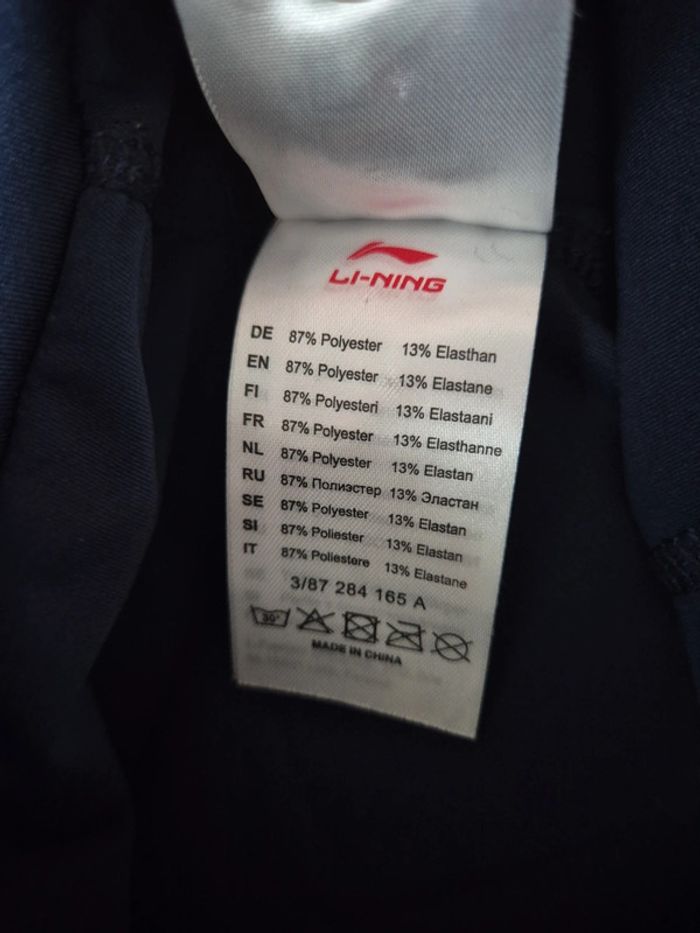 LI-NING
DE 87% Polyester 13% Elasthan
EN 87% Polyester 13% Elastane
FI 87% Polyesteri 13% Elastaani
FR 87% Polyester 13% Elasthanne
NL 87% Polyester 13% Elastan
RU 87% Полиэстер 13% Эластан
SE 87% Polyester 13% Elastan
SI 87% Poliester 13% Elastan
IT 87% Poliestere 13% Elastane
3/87 284 165 A
30°
MADE IN CHINA